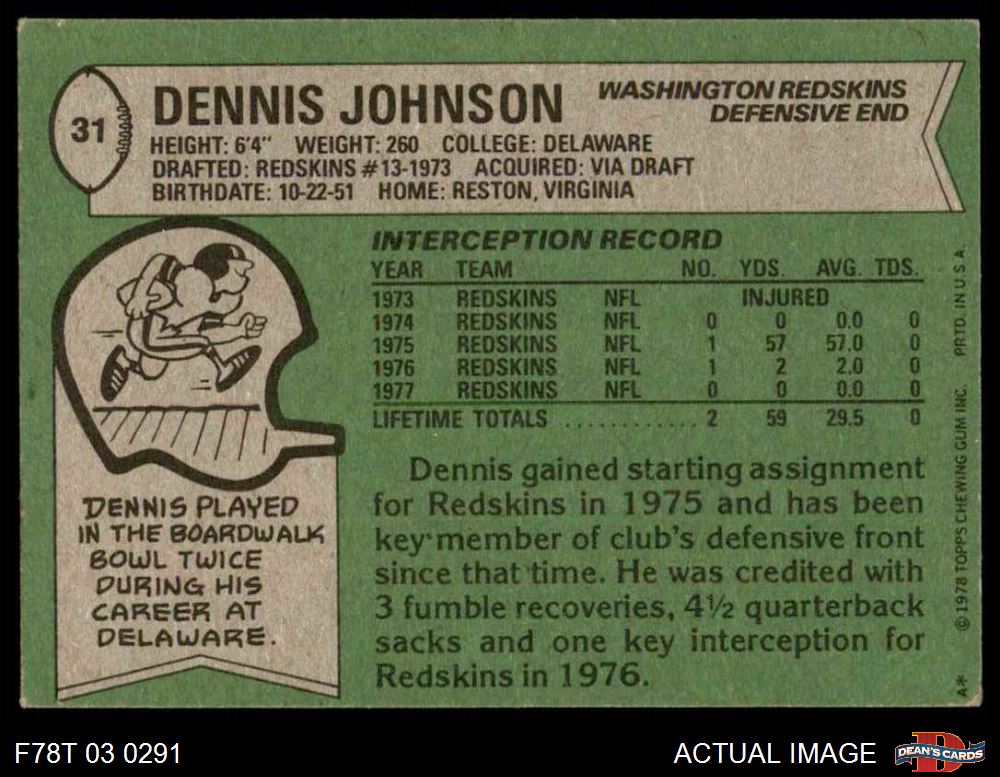 31
DENNIS JOHNSON
WASHINGTON REDSKINS
DEFENSIVE END
HEIGHT: 6'4" WEIGHT: 260 COLLEGE: DELAWARE
DRAFTED: REDSKINS #13-1973 ACQUIRED: VIA DRAFT
BIRTHDATE: 10-22-51 HOME: RESTON, VIRGINIA
INTERCEPTION RECORD
YEAR TEAM NO. YDS. AVG. TDS.
1973 REDSKINS NFL INJURED
1974 REDSKINS NFL 0 0 0.0 0
1975 REDSKINS NFL 1 57 57.0 0
1976 REDSKINS NFL 1 2 2.0 0
1977 REDSKINS NFL 0 0 0.0 0
LIFETIME TOTALS ............ 2 59 29.5 0
Dennis gained starting assignment
for Redskins in 1975 and has been
key member of club's defensive front
since that time. He was credited with
3 fumble recoveries, 4½ quarterback
sacks and one key interception for
Redskins in 1976.
DENNIS PLAYED
IN THE BOARDWALK
BOWL TWICE
DURING HIS
CAREER AT
DELAWARE.
A* © 1978 TOPPS CHEWING GUM INC. PRTD. IN U.S.A.
F78T 03 0291
ACTUAL IMAGE
D
DEAN'S CARDS